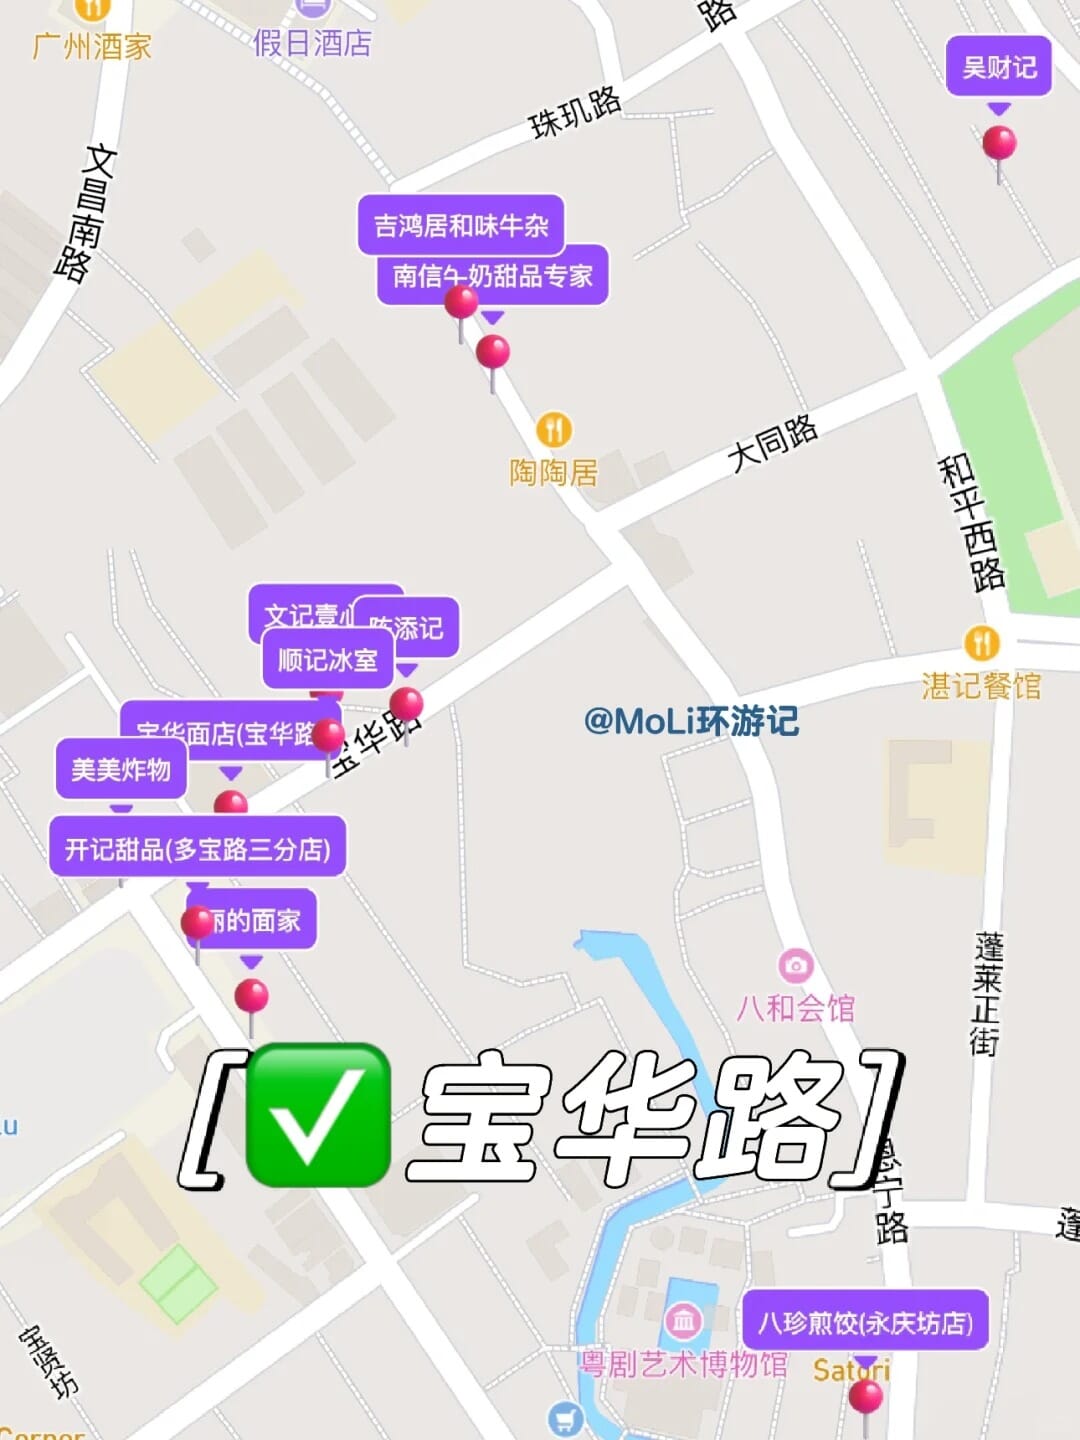 广州酒家
假日酒店
路
吴财记
珠玑路
文昌南路
吉鸿居和味牛杂
南信牛奶甜品专家
陶陶居
大同路
和平西路
文记壹心
陈添记
顺记冰室
湛记餐馆
宝华面店(宝华路
宝华路
@MoLi环游记
美美炸物
开记甜品(多宝路三分店)
丽的面家
蓬莱正街
八和会馆
[✅宝华路]
恩宁路
蓬
八珍煎饺(永庆坊店)
粤剧艺术博物馆
Satori
宝贤坊
Corner